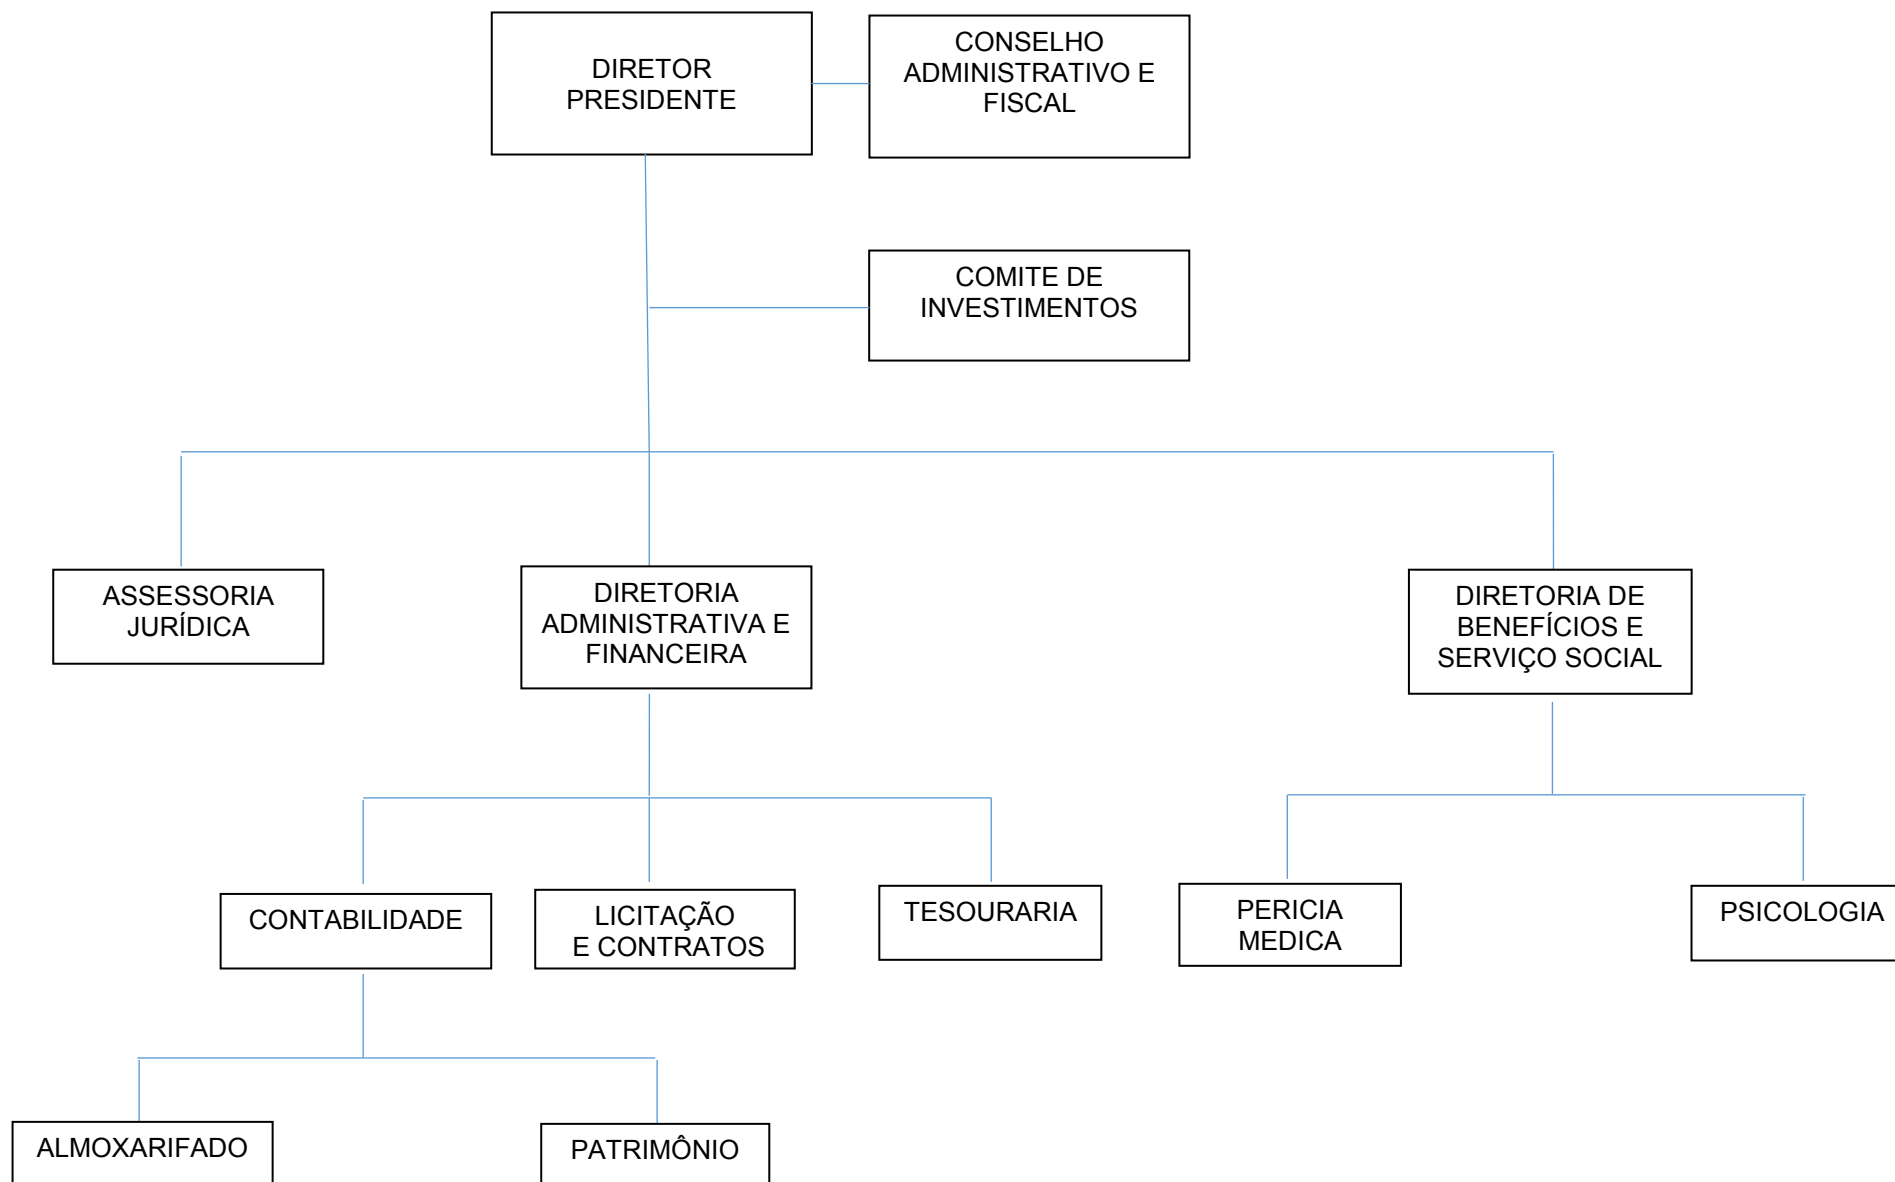 DIRETOR
PRESIDENTE
CONSELHO
ADMINISTRATIVO E
FISCAL
COMITE DE
INVESTIMENTOS
ASSESSORIA
JURÍDICA
DIRETORIA
ADMINISTRATIVA E
FINANCEIRA
DIRETORIA DE
BENEFÍCIOS E
SERVIÇO SOCIAL
CONTABILIDADE
LICITAÇÃO
E CONTRATOS
TESOURARIA
PERICIA
MEDICA
PSICOLOGIA
ALMOXARIFADO
PATRIMÔNIO